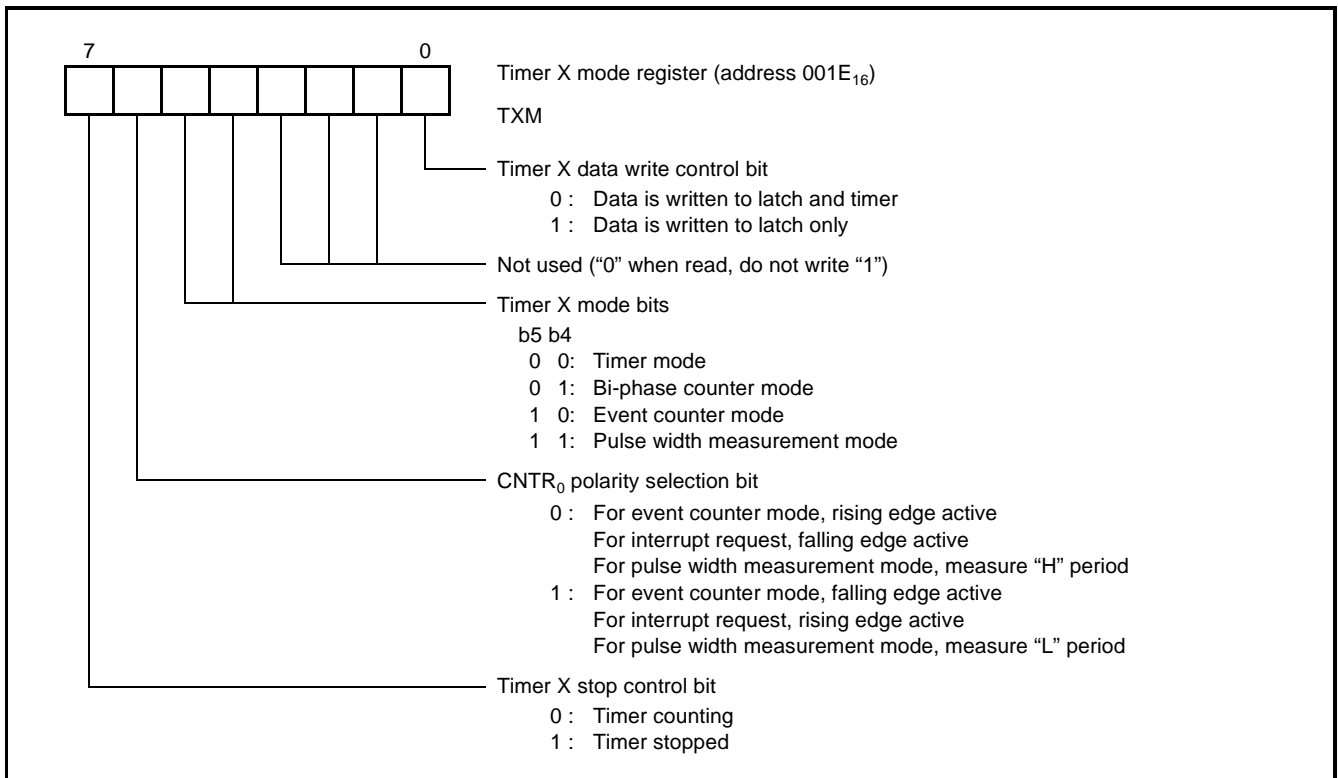 7 0
Timer X mode register (address 001E₁₆)
TXM
Timer X data write control bit
0 : Data is written to latch and timer
1 : Data is written to latch only
Not used (“0” when read, do not write “1”)
Timer X mode bits
b5 b4
0 0: Timer mode
0 1: Bi-phase counter mode
1 0: Event counter mode
1 1: Pulse width measurement mode
CNTR₀ polarity selection bit
0 : For event counter mode, rising edge active
For interrupt request, falling edge active
For pulse width measurement mode, measure “H” period
1 : For event counter mode, falling edge active
For interrupt request, rising edge active
For pulse width measurement mode, measure “L” period
Timer X stop control bit
0 : Timer counting
1 : Timer stopped